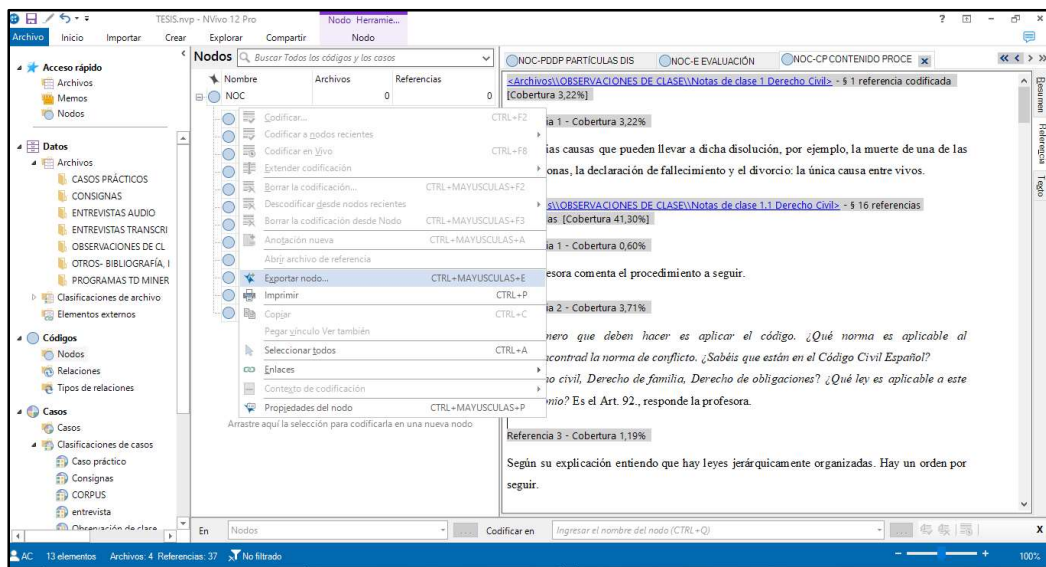 TESIS.nvp - NVivo 12 Pro
Nodo Herramie...
Archivo Inicio Importar Crear Explorar Compartir Nodo
Acceso rápido
Archivos
Memos
Nodos
Datos
Archivos
CASOS PRÁCTICOS
CONSIGNAS
ENTREVISTAS AUDIO
ENTREVISTAS TRANSCRI
OBSERVACIONES DE CL
OTROS- BIBLIOGRAFÍA, I
PROGRAMAS TD MINER
Clasificaciones de archivo
Elementos externos
Códigos
Nodos
Relaciones
Tipos de relaciones
Casos
Casos
Clasificaciones de casos
Caso práctico
Consignas
CORPUS
entrevista
Observación de clase
Nodos Buscar Todos los códigos y los casos
Nombre Archivos Referencias
NOC 0 0
Codificar... CTRL+F2
Codificar a nodos recientes
Codificar en Vivo CTRL+F8
Extender codificación
Borrar la codificación... CTRL+MAYUSCULAS+F2
Descodificar desde nodos recientes
Borrar la codificación desde Nodo CTRL+MAYUSCULAS+F3
Anotación nueva CTRL+MAYUSCULAS+A
Abrir archivo de referencia
Exportar nodo... CTRL+MAYUSCULAS+E
Imprimir CTRL+P
Copiar CTRL+C
Pegar vínculo Ver también
Seleccionar todos CTRL+A
Enlaces
Contexto de codificación
Propiedades del nodo CTRL+MAYUSCULAS+P
Arrastre aquí la selección para codificarla en una nueva nodo
NOC-PDDP PARTÍCULAS DIS NOC-E EVALUACIÓN NOC-CP CONTENIDO PROCE x
<Archivos\\OBSERVACIONES DE CLASE\\Notas de clase 1 Derecho Civil> - § 1 referencia codificada
[Cobertura 3,22%]
ia 1 - Cobertura 3,22%
ias causas que pueden llevar a dicha disolución, por ejemplo, la muerte de una de las
onas, la declaración de fallecimiento y el divorcio: la única causa entre vivos.
s\\OBSERVACIONES DE CLASE\\Notas de clase 1.1 Derecho Civil> - § 16 referencias
as [Cobertura 41,30%]
ia 1 - Cobertura 0,60%
esora comenta el procedimiento a seguir.
ia 2 - Cobertura 3,71%
mero que deben hacer es aplicar el código. ¿Qué norma es aplicable al
ncontrad la norma de conflicto. ¿Sabéis que están en el Código Civil Español?
ho civil, Derecho de familia, Derecho de obligaciones? ¿Qué ley es aplicable a este
onio? Es el Art. 92., responde la profesora.
Referencia 3 - Cobertura 1,19%
Según su explicación entiendo que hay leyes jerárquicamente organizadas. Hay un orden por
seguir.
Resumen
Referencia
Texto
En Nodos ... Codificar en Ingresar el nombre del nodo (CTRL+Q) ... x
AC 13 elementos Archivos: 4 Referencias: 37 No filtrado 100%